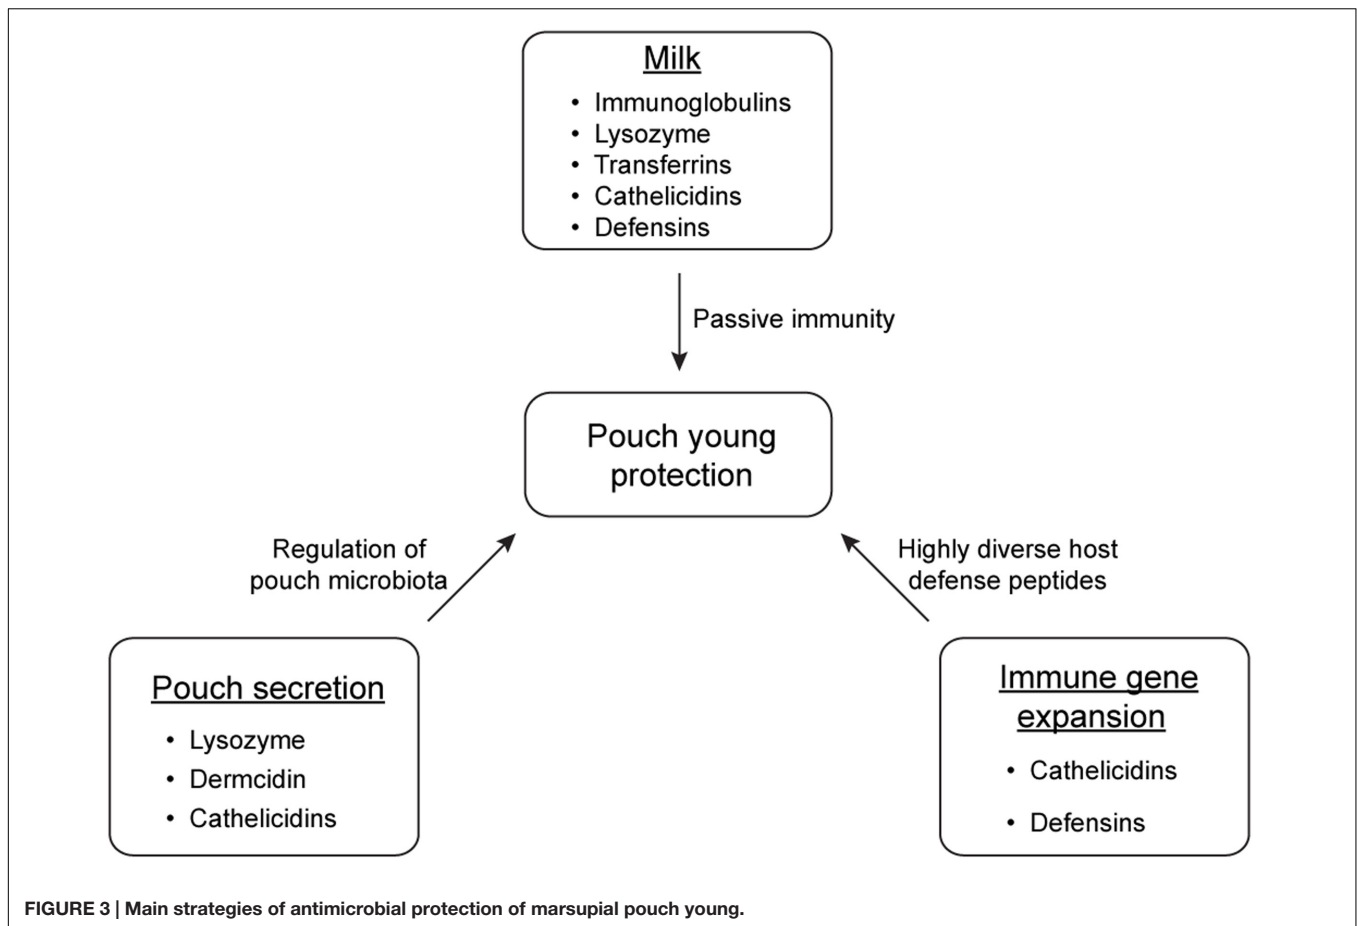 Milk
• Immunoglobulins
• Lysozyme
• Transferrins
• Cathelicidins
• Defensins
Passive immunity
Pouch young
protection
Regulation of
pouch microbiota
Highly diverse host
defense peptides
Pouch secretion
• Lysozyme
• Dermcidin
• Cathelicidins
Immune gene
expansion
• Cathelicidins
• Defensins
FIGURE 3 | Main strategies of antimicrobial protection of marsupial pouch young.